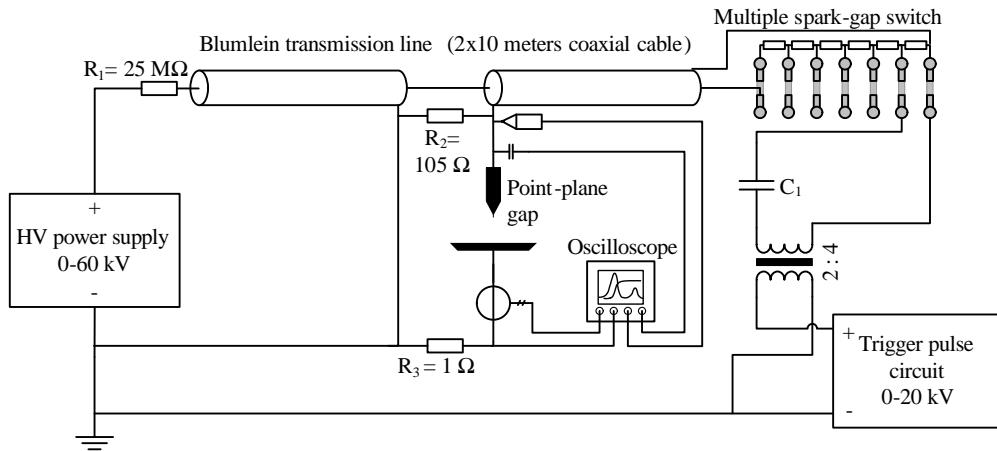 Multiple spark-gap switch
Blumlein transmission line (2x10 meters coaxial cable)
R1= 25 MΩ
R2=
105 Ω
Point-plane
gap
C1
+
HV power supply
0-60 kV
-
Oscilloscope
2 : 4
R3 = 1 Ω
+
Trigger pulse
circuit
0-20 kV
-